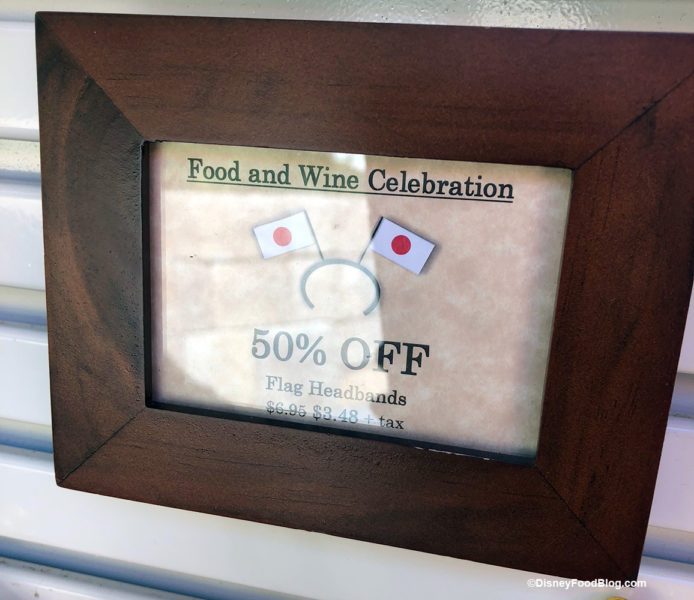 Food and Wine Celebration
50% OFF
Flag Headbands
$6.95 $3.48 + tax
©DisneyFoodBlog.com